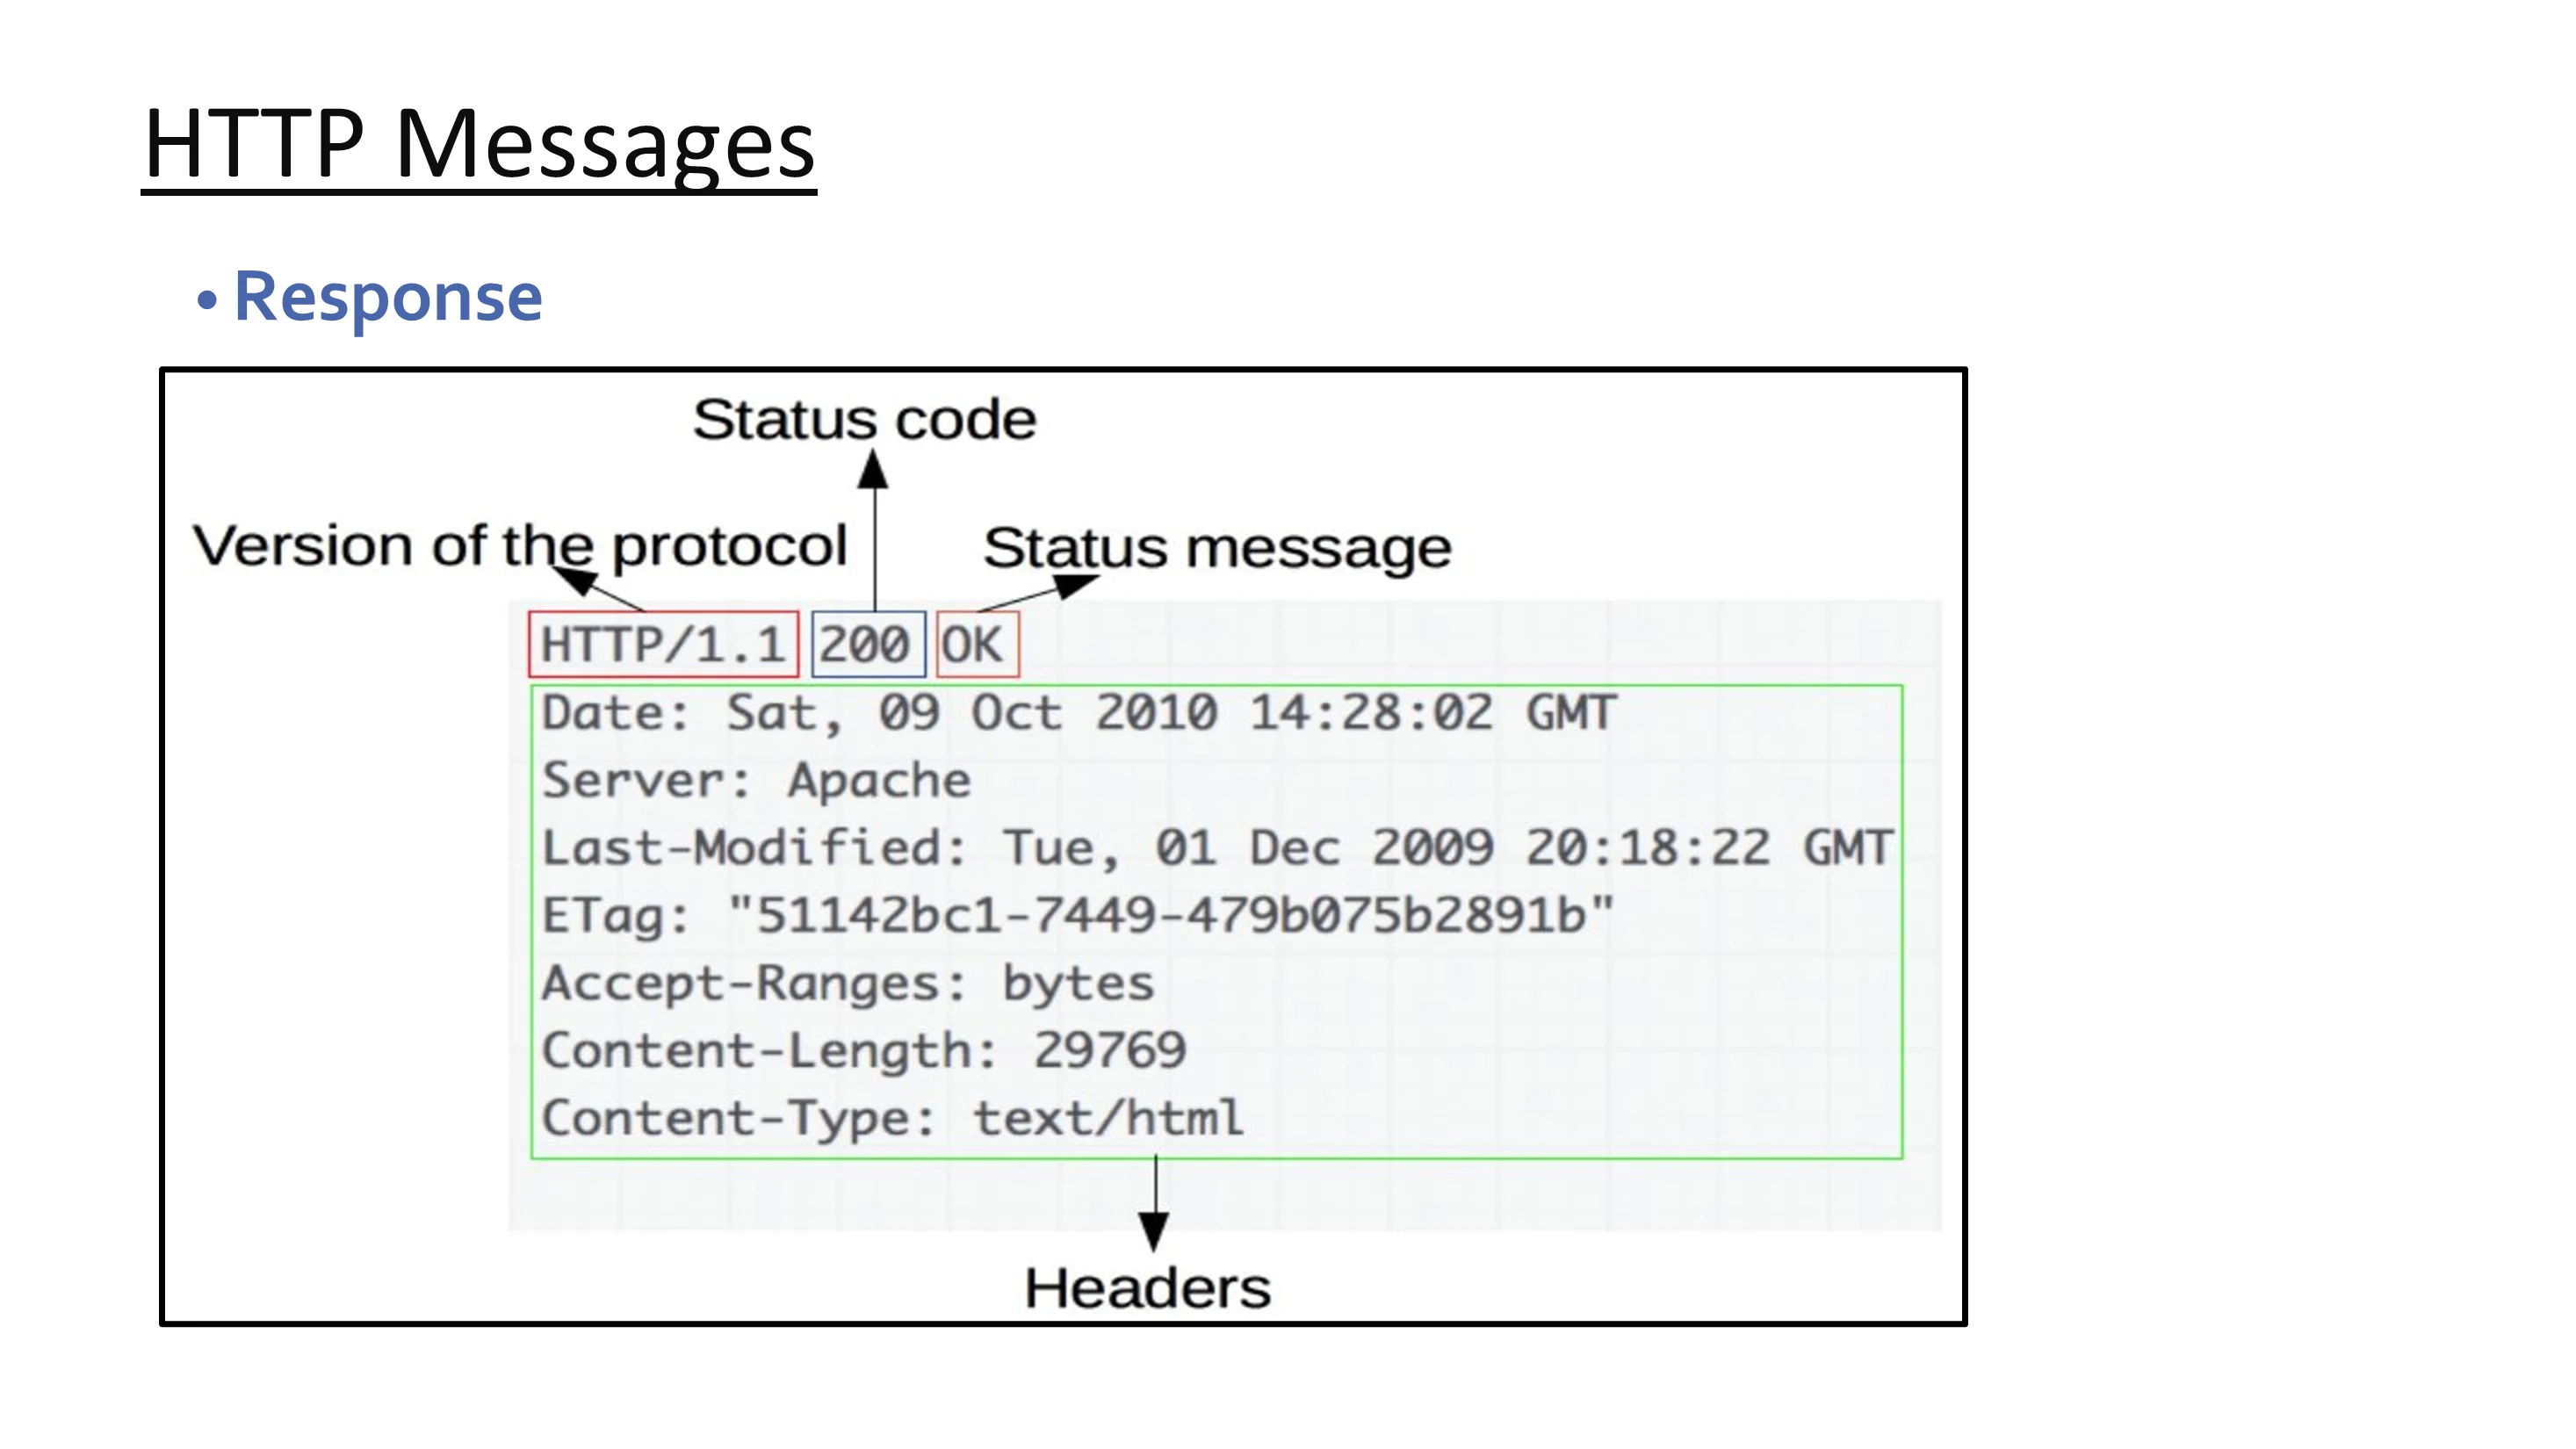 HTTP Messages
• Response
Status code
Version of the protocol
Status message
HTTP/1.1 200 OK
Date: Sat, 09 Oct 2010 14:28:02 GMT
Server: Apache
Last-Modified: Tue, 01 Dec 2009 20:18:22 GMT
ETag: "51142bc1-7449-479b075b2891b"
Accept-Ranges: bytes
Content-Length: 29769
Content-Type: text/html
Headers